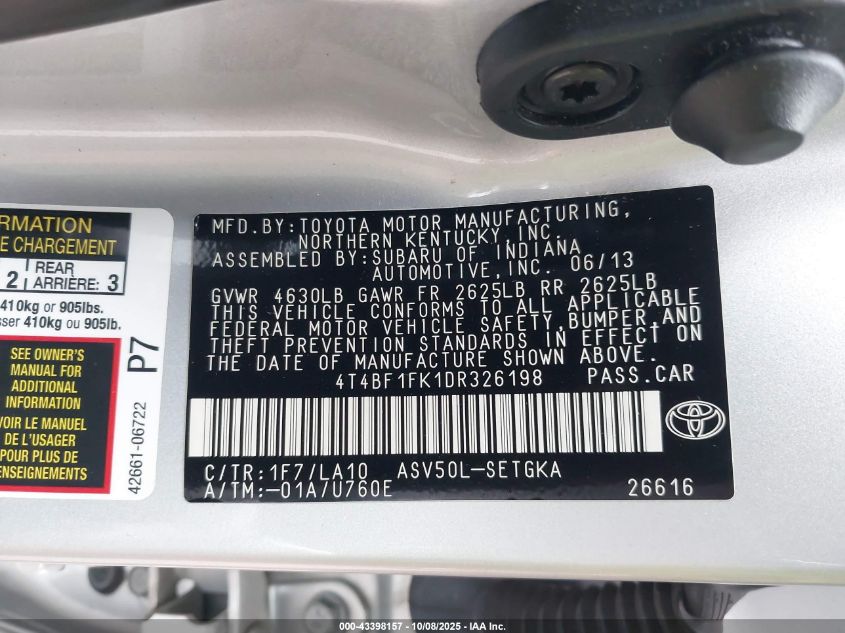 RMATION
E CHARGEMENT
2 REAR 3
ARRIÈRE:
410kg or 905lbs.
sser 410kg ou 905lb.
SEE OWNER'S
MANUAL FOR
ADDITIONAL
INFORMATION
VOIR LE MANUEL
DE L'USAGER
POUR PLUS DE
42661-06722
P7
MFD.BY:TOYOTA MOTOR MANUFACTURING,
NORTHERN KENTUCKY,INC.
ASSEMBLED BY:SUBARU OF INDIANA
AUTOMOTIVE,INC. 06/13
GVWR 4630LB GAWR FR 2625LB RR 2625LB
THIS VEHICLE CONFORMS TO ALL APPLICABLE
FEDERAL MOTOR VEHICLE SAFETY,BUMPER,AND
THEFT PREVENTION STANDARDS IN EFFECT ON
THE DATE OF MANUFACTURE SHOWN ABOVE.
4T4BF1FK1DR326198 PASS.CAR
C/TR:1F7/LA10 ASV50L-SETGKA
A/TM:-01A/U760E 26616
TOYOTA
000-43398157 | 10/08/2025 - IAA Inc.